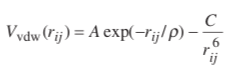 V_vdw(r_ij) = A exp(−r_ij/ρ) − C/r_ij^6